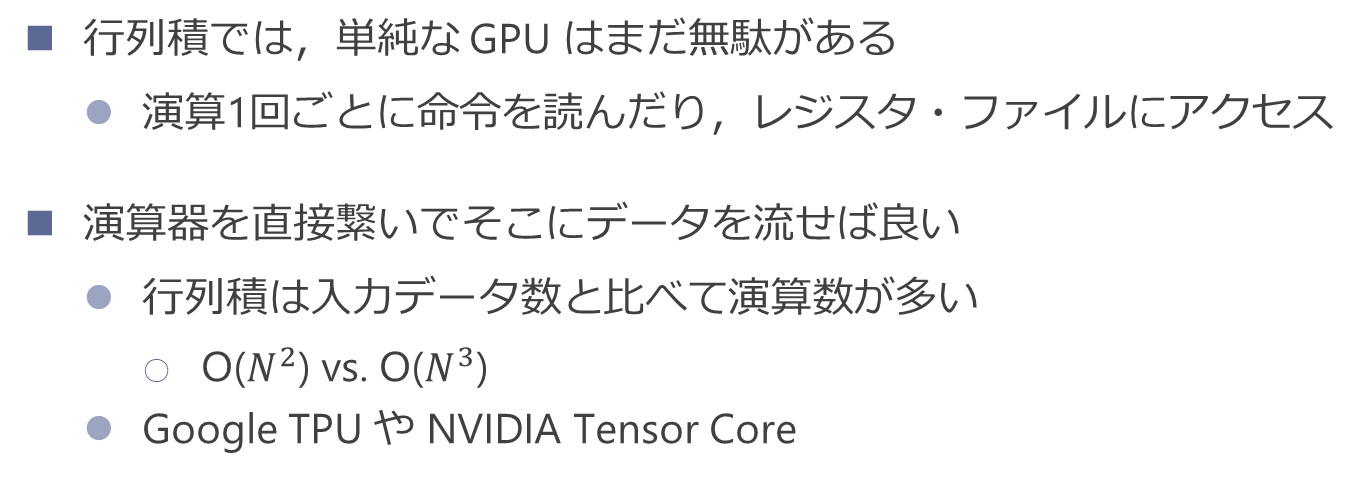 ■ 行列積では，単純な GPU はまだ無駄がある
● 演算1回ごとに命令を読んだり，レジスタ・ファイルにアクセス
■ 演算器を直接繋いでそこにデータを流せば良い
● 行列積は入力データ数と比べて演算数が多い
○ O(N²) vs. O(N³)
● Google TPU や NVIDIA Tensor Core